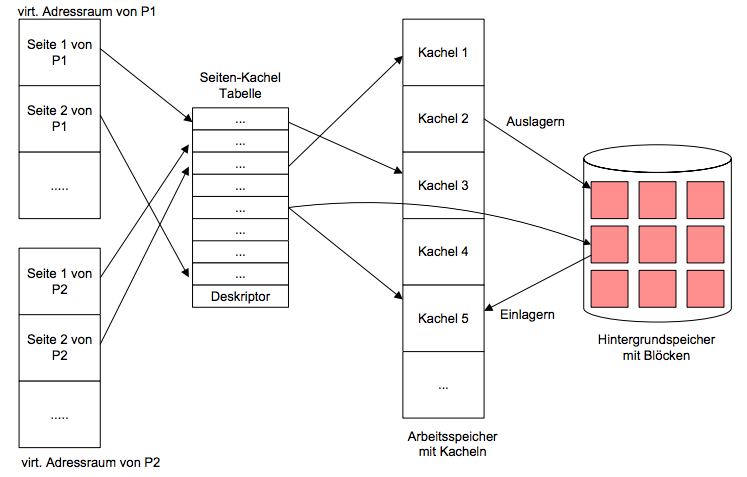 virt. Adressraum von P1
Seite 1 von
P1
Seite 2 von
P1
.....
Seite 1 von
P2
Seite 2 von
P2
.....
virt. Adressraum von P2
Seiten-Kachel
Tabelle
...
...
...
...
...
...
...
...
Deskriptor
Kachel 1
Kachel 2
Kachel 3
Kachel 4
Kachel 5
...
Arbeitsspeicher
mit Kacheln
Auslagern
Einlagern
Hintergrundspeicher
mit Blöcken